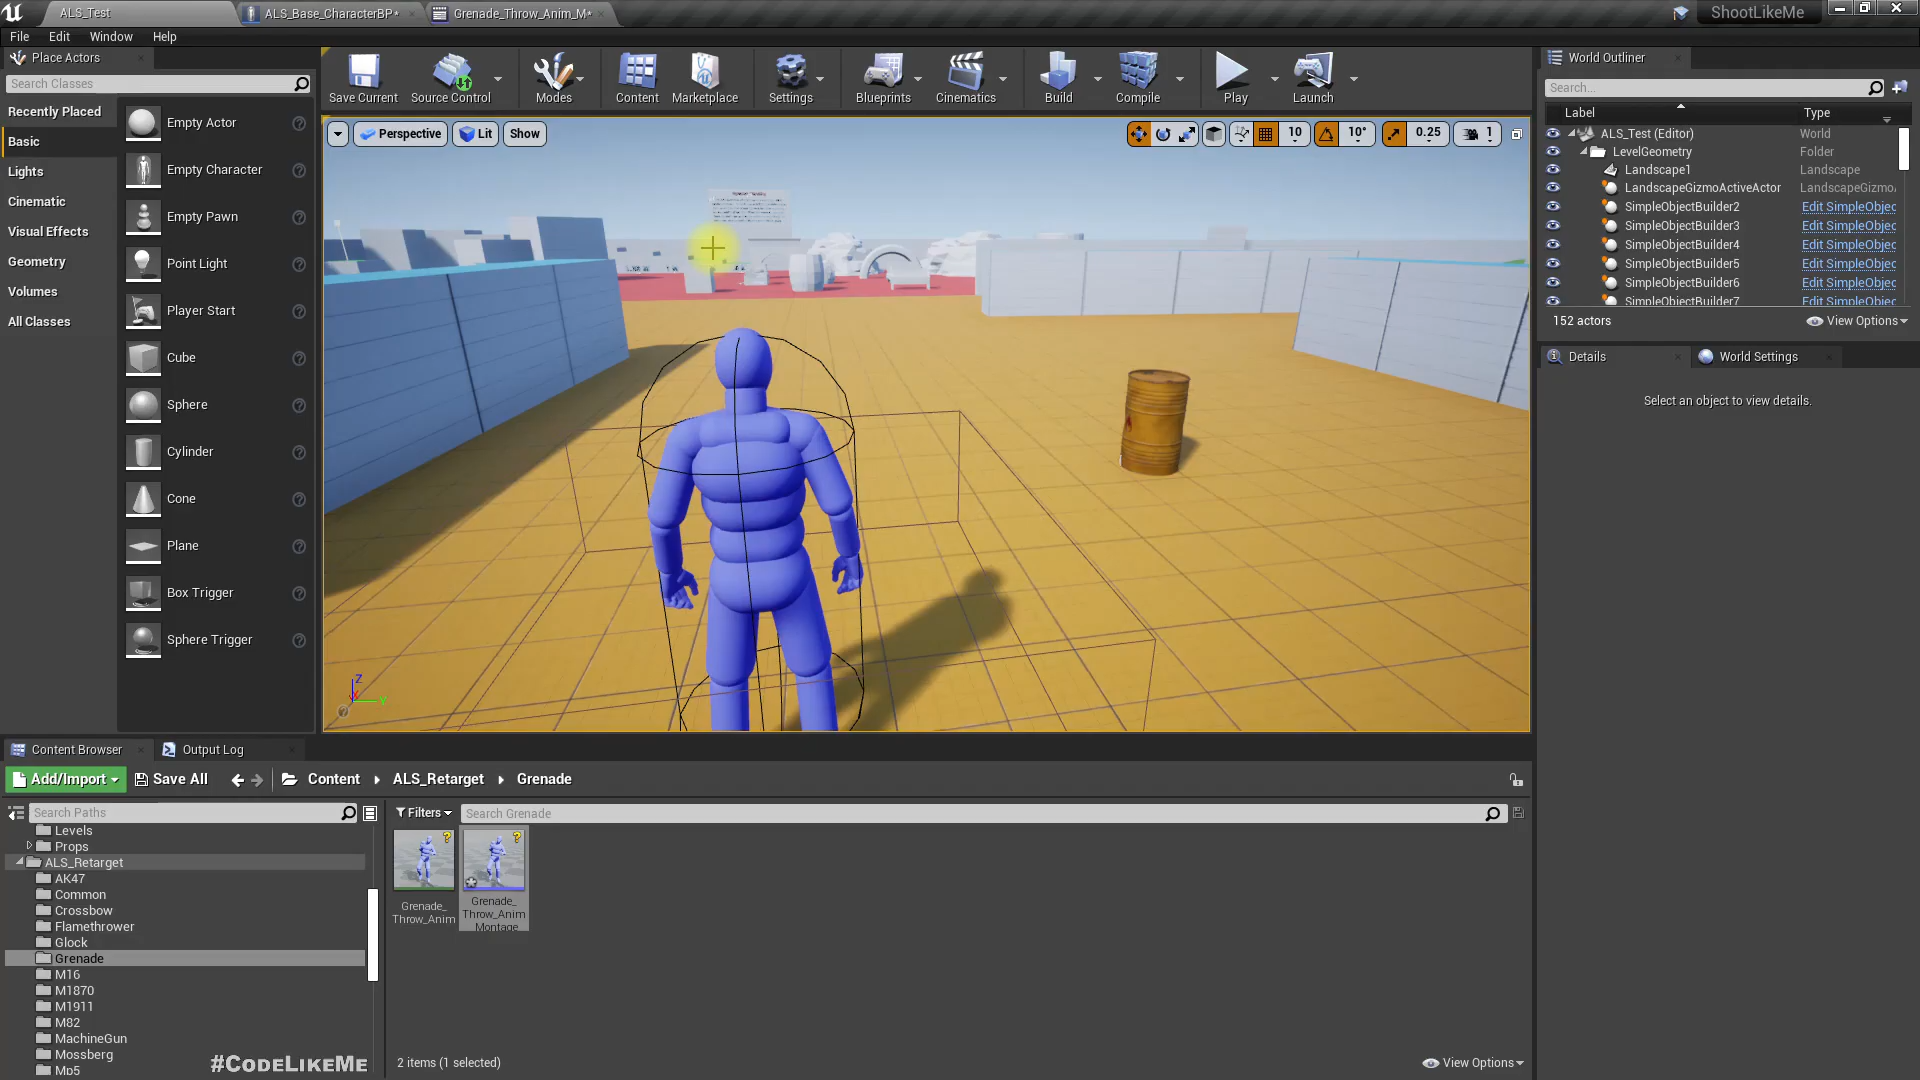 ALS_Test
ALS_Base_CharacterBP*
Grenade_Throw_Anim_M*
ShootLikeMe
File
Edit
Window
Help
Place Actors
Search Classes
Recently Placed
Basic
Lights
Cinematic
Visual Effects
Geometry
Volumes
All Classes
Empty Actor
Empty Character
Empty Pawn
Point Light
Player Start
Cube
Sphere
Cylinder
Cone
Plane
Box Trigger
Sphere Trigger
Save Current
Source Control
Modes
Content
Marketplace
Settings
Blueprints
Cinematics
Build
Compile
Play
Launch
Perspective
Lit
Show
10
10°
0.25
1
Z
X
Y
World Outliner
Search...
Label
Type
ALS_Test (Editor)
World
LevelGeometry
Folder
Landscape1
Landscape
LandscapeGizmoActiveActor
LandscapeGizmo
SimpleObjectBuilder2
Edit SimpleObjec
SimpleObjectBuilder3
Edit SimpleObjec
SimpleObjectBuilder4
Edit SimpleObjec
SimpleObjectBuilder5
Edit SimpleObjec
SimpleObjectBuilder6
Edit SimpleObjec
SimpleObjectBuilder7
Edit SimpleObjec
152 actors
View Options
Details
World Settings
Select an object to view details.
Content Browser
Output Log
Add/Import
Save All
Content
ALS_Retarget
Grenade
Search Paths
Filters
Search Grenade
Levels
Props
ALS_Retarget
AK47
Common
Crossbow
Flamethrower
Glock
Grenade
M16
M1870
M1911
M82
MachineGun
Mossberg
Mp5
Grenade_
Throw_Anim
Grenade_
Throw_Anim
Montage
2 items (1 selected)
View Options
#CodeLikeMe